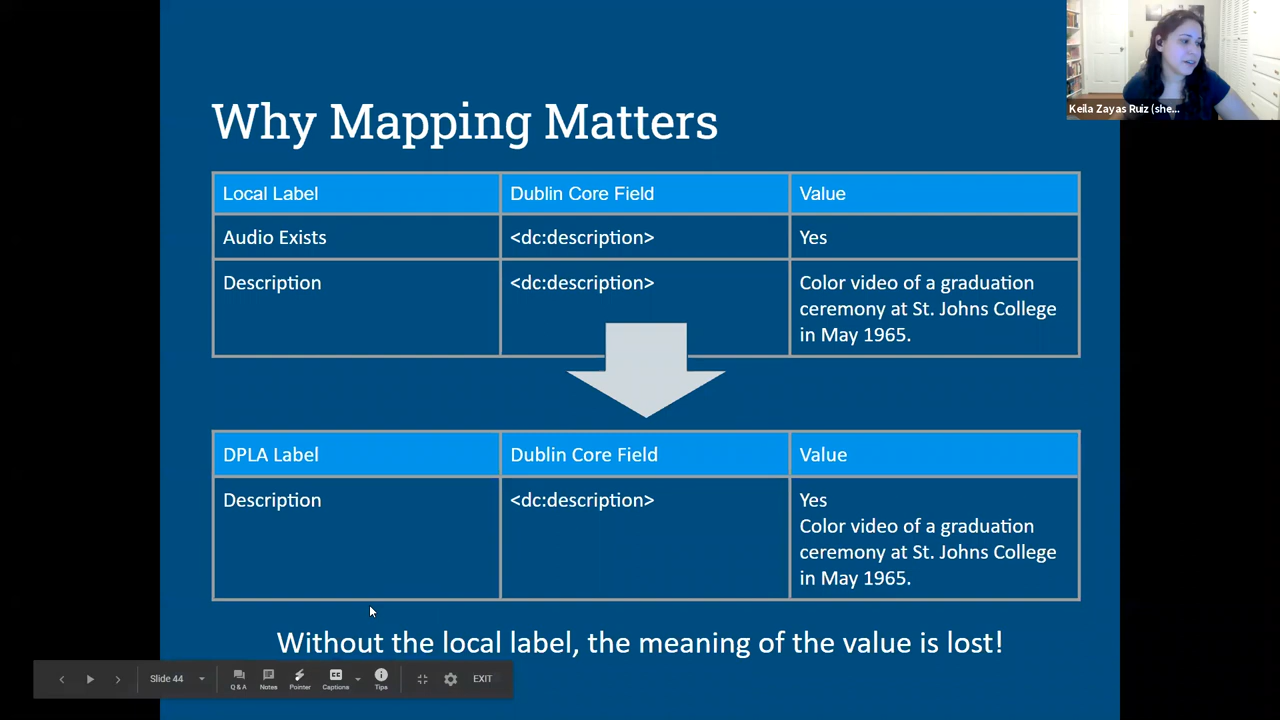 Keila Zayas Ruiz (she...
Why Mapping Matters
Local Label Dublin Core Field Value
Audio Exists <dc:description> Yes
Description <dc:description> Color video of a graduation
ceremony at St. Johns College
in May 1965.
DPLA Label Dublin Core Field Value
Description <dc:description> Yes
Color video of a graduation
ceremony at St. Johns College
in May 1965.
Without the local label, the meaning of the value is lost!
Slide 44 Q & A Notes Pointer CC Captions Tips EXIT